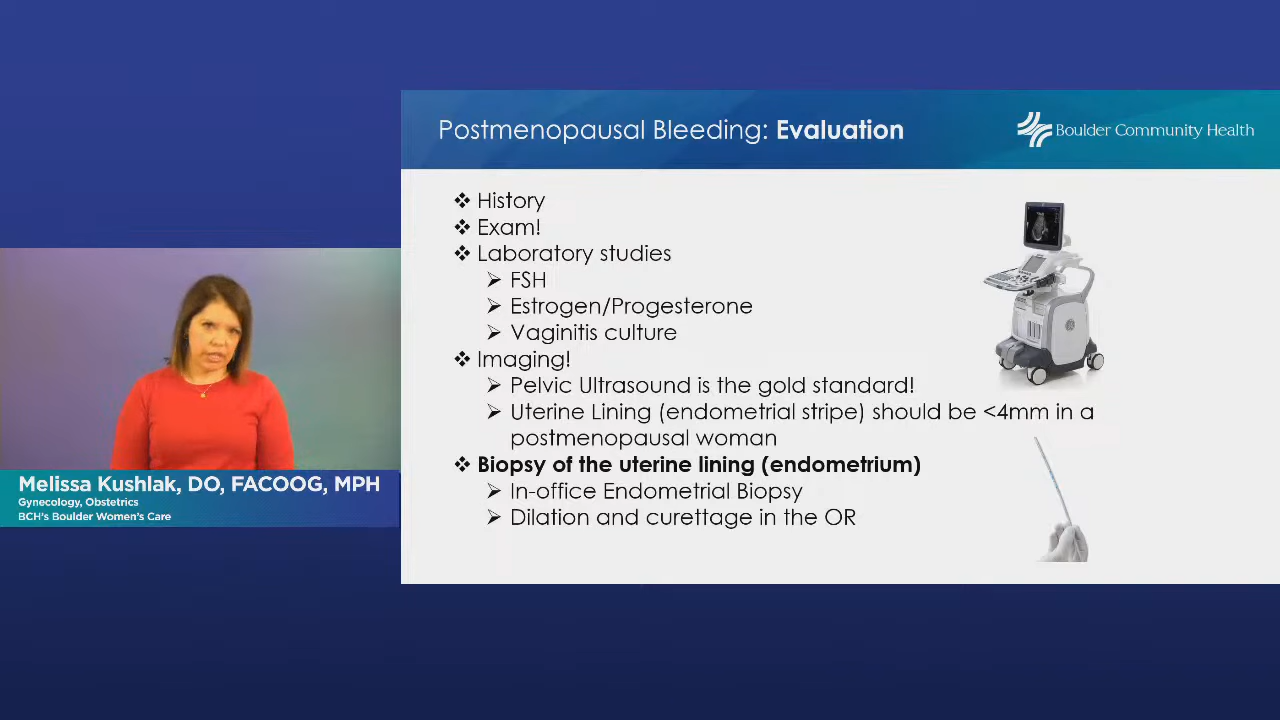 Postmenopausal Bleeding: Evaluation
Boulder Community Health
❖ History
❖ Exam!
❖ Laboratory studies
➢ FSH
➢ Estrogen/Progesterone
➢ Vaginitis culture
❖ Imaging!
➢ Pelvic Ultrasound is the gold standard!
➢ Uterine Lining (endometrial stripe) should be <4mm in a
postmenopausal woman
❖ Biopsy of the uterine lining (endometrium)
➢ In-office Endometrial Biopsy
➢ Dilation and curettage in the OR
Melissa Kushlak, DO, FACOOG, MPH
Gynecology, Obstetrics
BCH's Boulder Women's Care